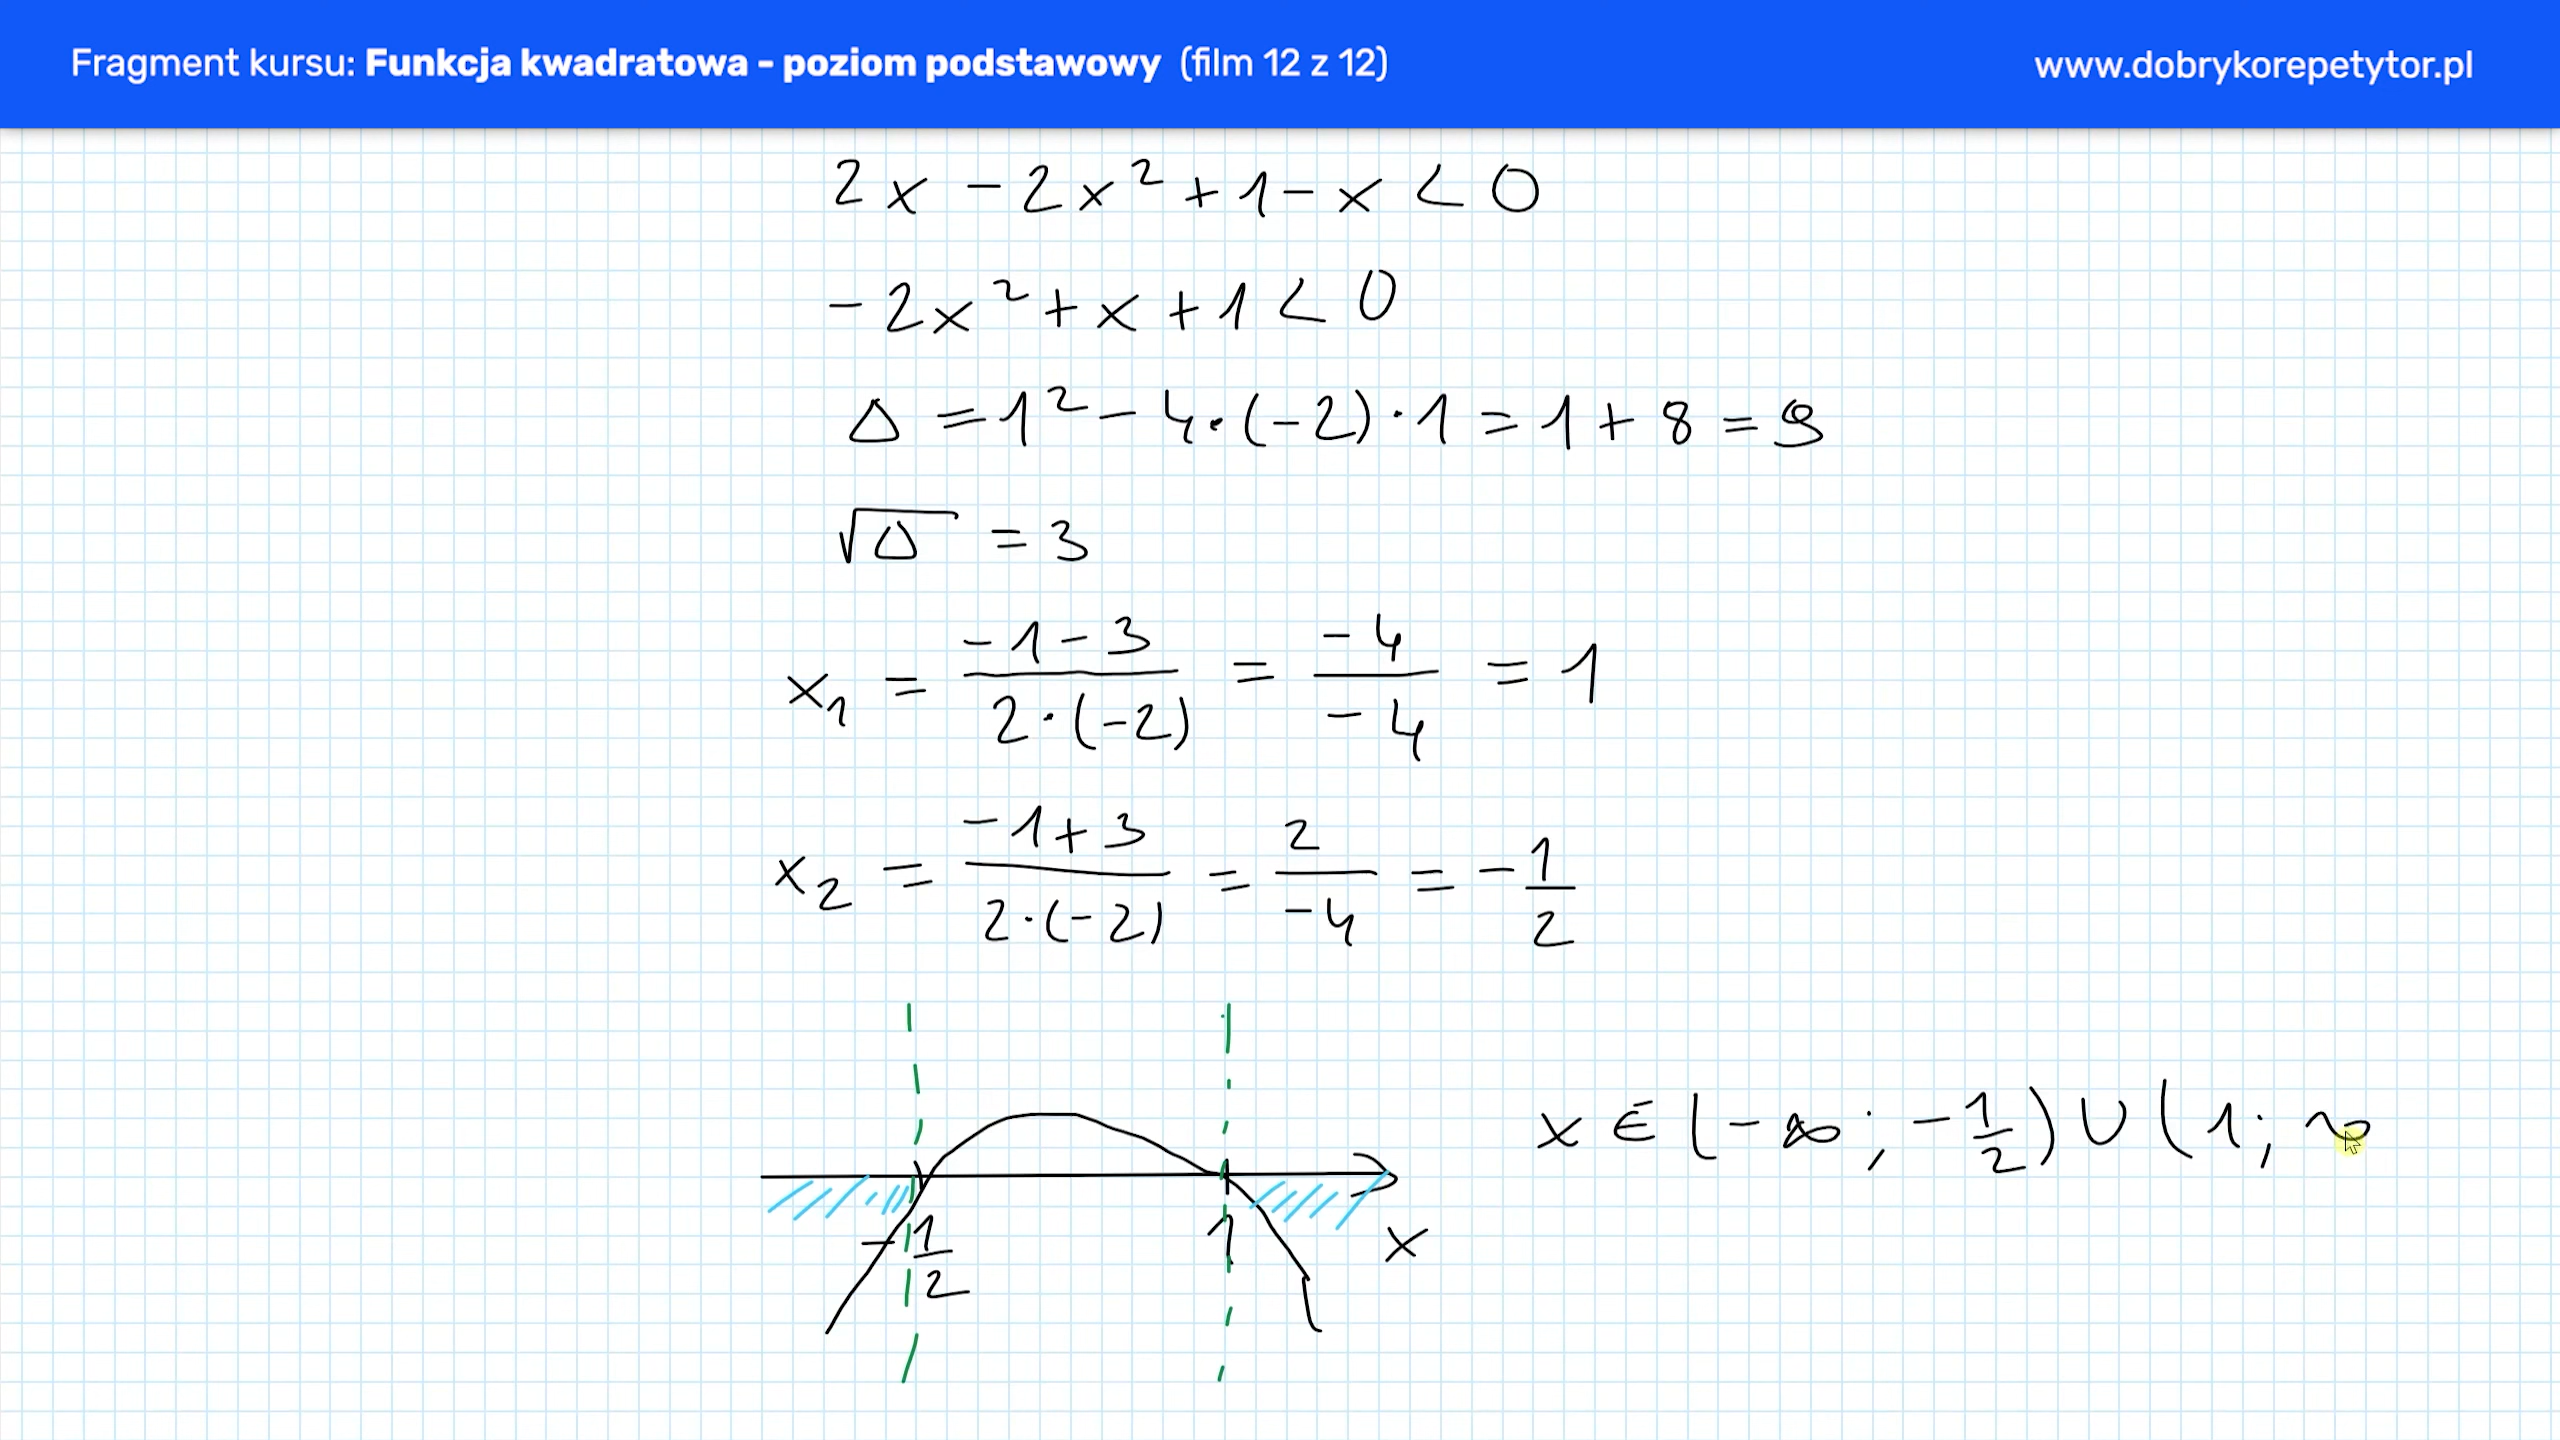 Fragment kursu: Funkcja kwadratowa - poziom podstawowy (film 12 z 12)
www.dobrykorepetytor.pl
2x - 2x² + 1 - x < 0
-2x² + x + 1 < 0
Δ = 1² - 4·(-2)·1 = 1 + 8 = 9
√Δ = 3
x₁ = (-1-3)/(2·(-2)) = (-4)/(-4) = 1
x₂ = (-1+3)/(2·(-2)) = 2/(-4) = -1/2
x ∈ (-∞; -1/2) ∪ (1; ∞
-1/2
1
x